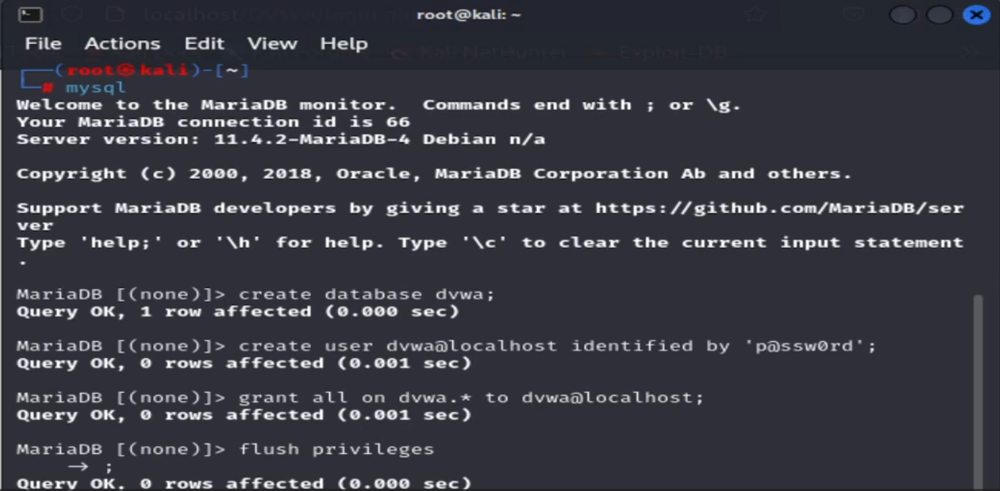 root@kali: ~
File Actions Edit View Help
(root㉿kali)-[~]
# mysql
Welcome to the MariaDB monitor.  Commands end with ; or \g.
Your MariaDB connection id is 66
Server version: 11.4.2-MariaDB-4 Debian n/a
Copyright (c) 2000, 2018, Oracle, MariaDB Corporation Ab and others.
Support MariaDB developers by giving a star at https://github.com/MariaDB/ser
ver
Type 'help;' or '\h' for help. Type '\c' to clear the current input statement
.
MariaDB [(none)]> create database dvwa;
Query OK, 1 row affected (0.000 sec)
MariaDB [(none)]> create user dvwa@localhost identified by 'p@ssw0rd';
Query OK, 0 rows affected (0.001 sec)
MariaDB [(none)]> grant all on dvwa.* to dvwa@localhost;
Query OK, 0 rows affected (0.001 sec)
MariaDB [(none)]> flush privileges
→ ;
Query OK, 0 rows affected (0.000 sec)